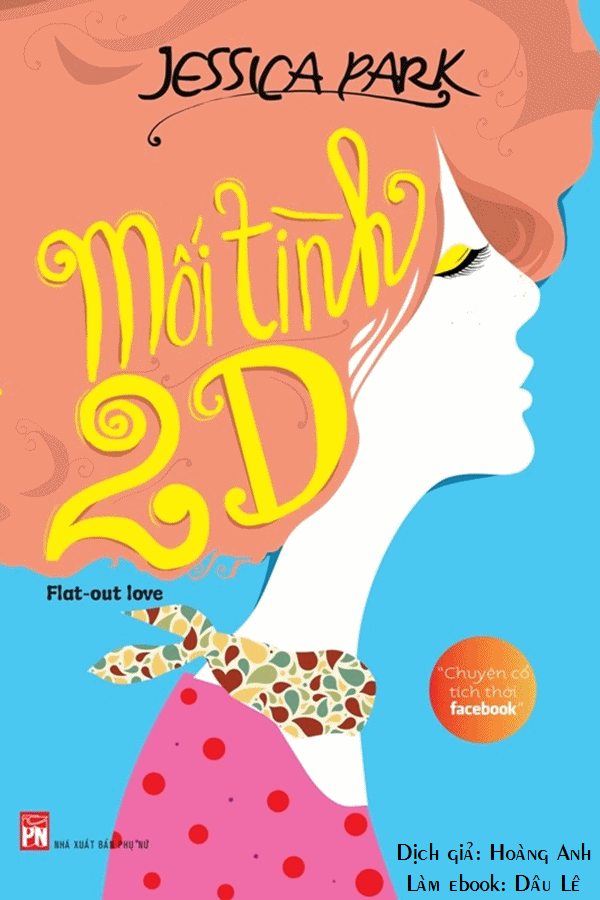 JESSICA PARK
Mối tình
2D
Flat-out love
"Chuyện cổ
tích thời
facebook"
PN
NHÀ XUẤT BẢN PHỤ NỮ
Dịch giả: Hoàng Anh
Làm ebook: Dâu Lê